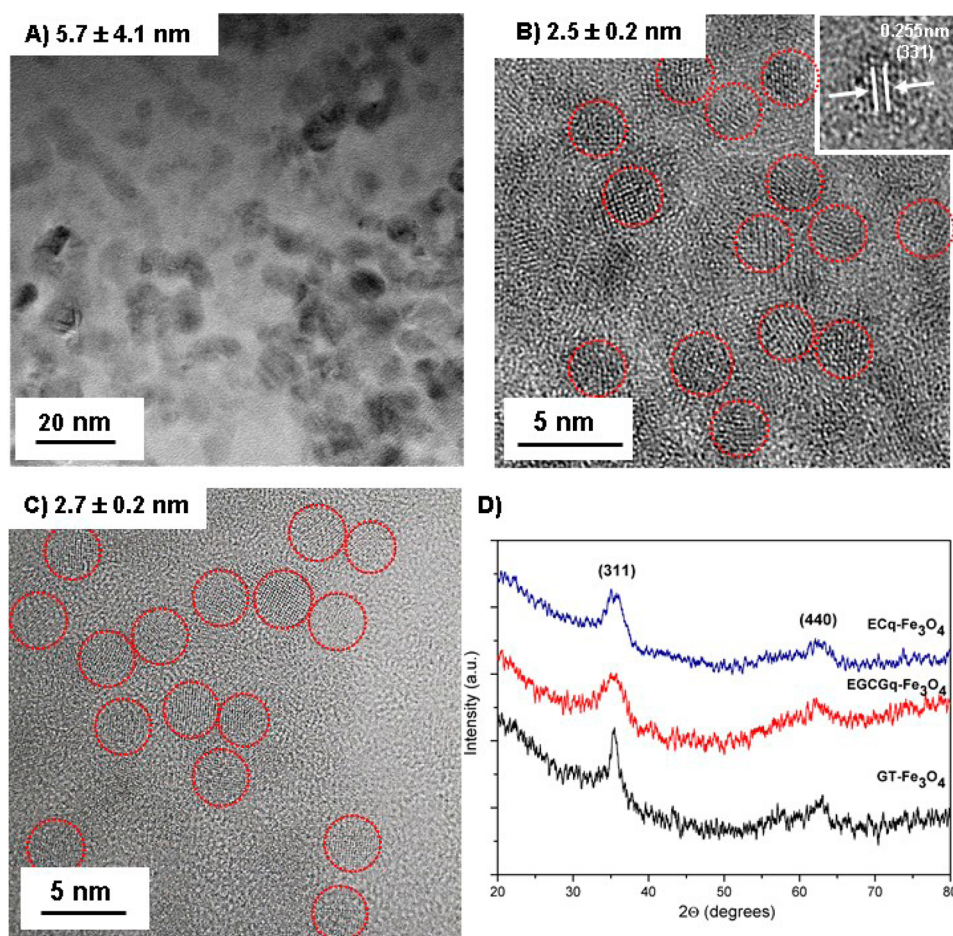 A) 5.7 ± 4.1 nm
20 nm
B) 2.5 ± 0.2 nm
0.255nm
(331)
5 nm
C) 2.7 ± 0.2 nm
5 nm
D)
(311)
(440)
ECq-Fe₃O₄
EGCGq-Fe₃O₄
GT-Fe₃O₄
Intensity (a.u.)
20 30 40 50 60 70 80
2Θ (degrees)